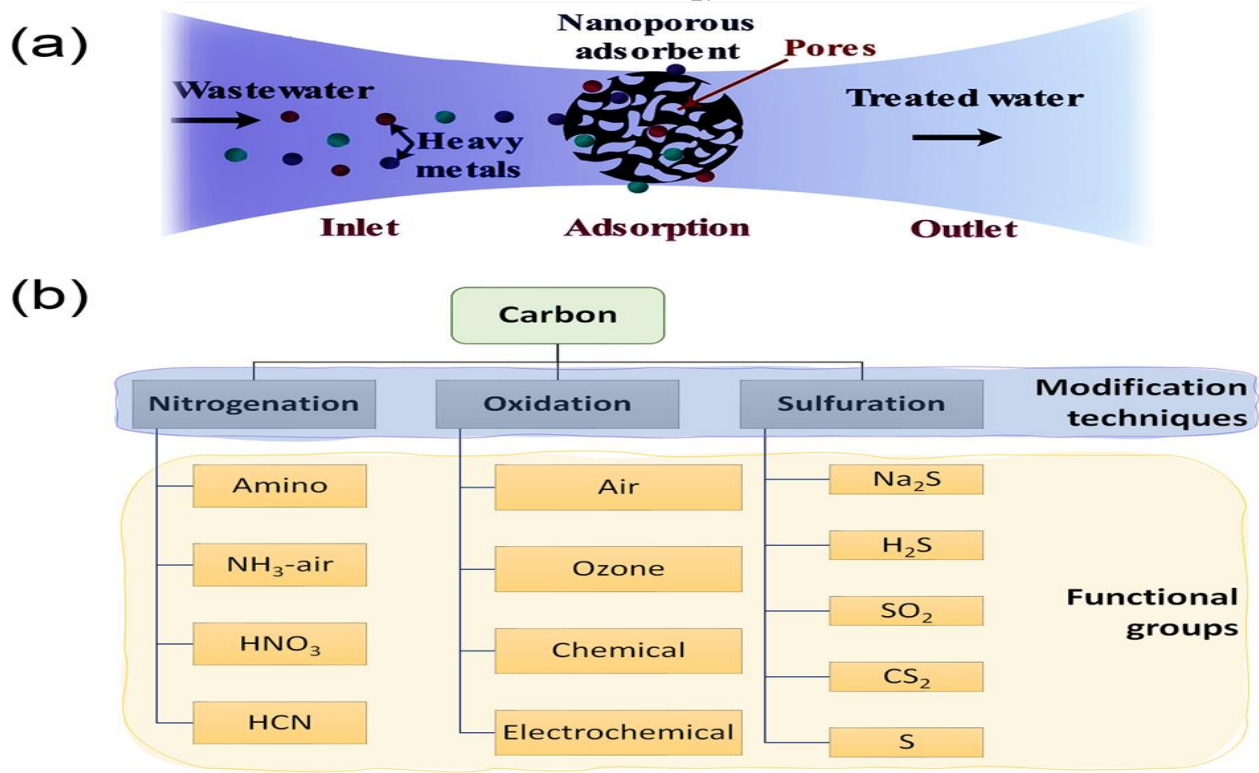 (a)
Nanoporous
adsorbent
Pores
Wastewater
Treated water
Heavy
metals
Inlet
Adsorption
Outlet
(b)
Carbon
Nitrogenation
Oxidation
Sulfuration
Modification
techniques
Amino
Air
Na₂S
NH₃-air
Ozone
H₂S
HNO₃
Chemical
SO₂
HCN
Electrochemical
CS₂
S
Functional
groups